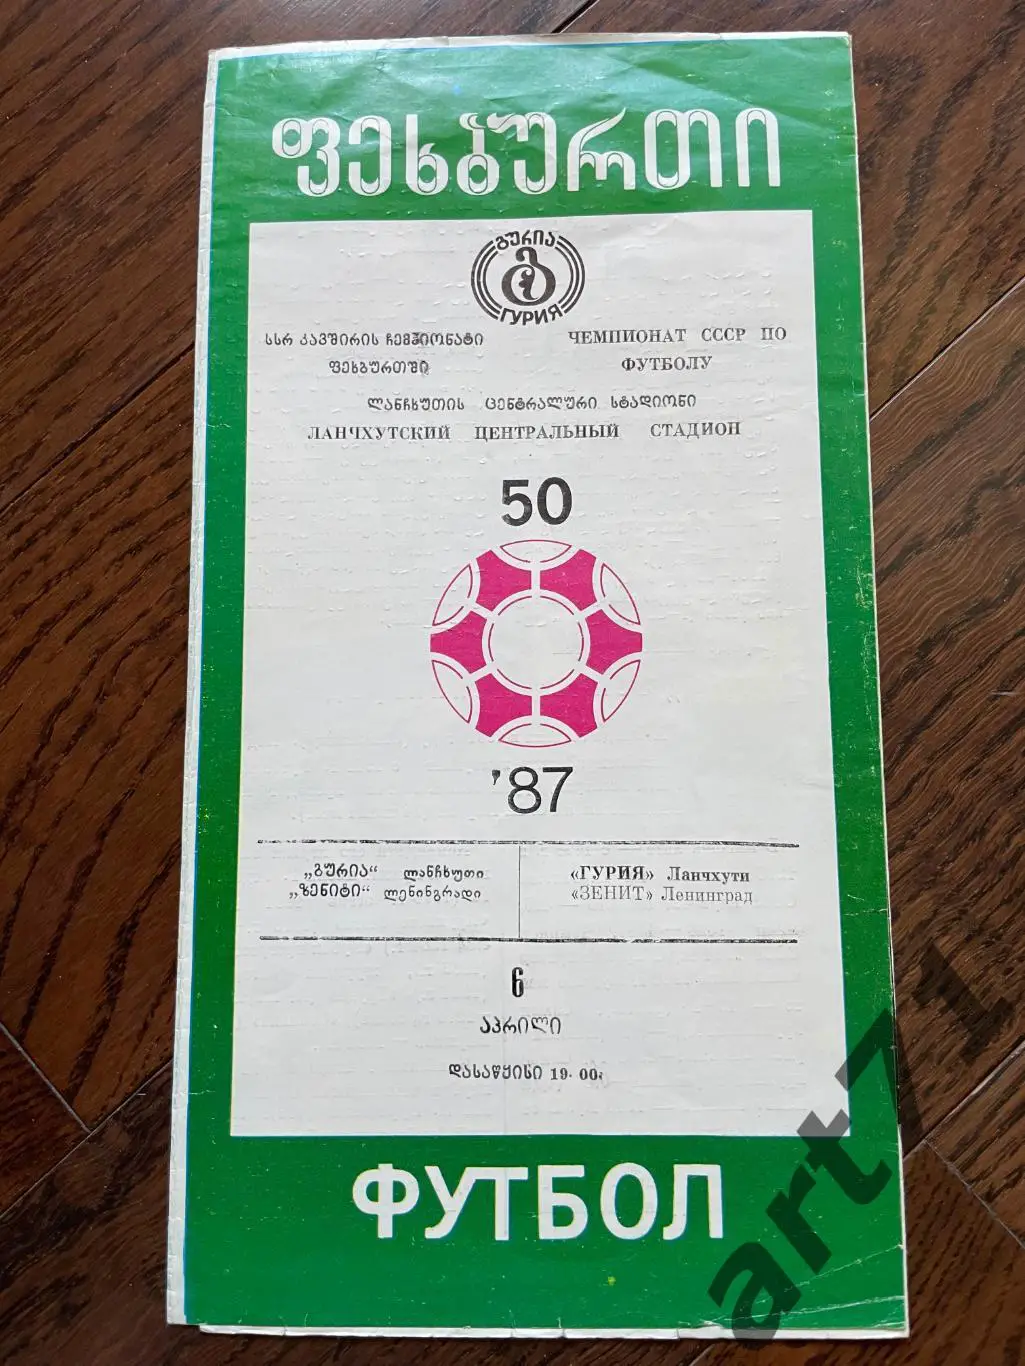 ფეხბურთი
გურია
ГУРИЯ
სსრ კავშირის ჩემპიონატი
ფეხბურთში
ЧЕМПИОНАТ СССР ПО
ФУТБОЛУ
ლანჩხუთის ცენტრალური სტადიონი
ЛАНЧХУТСКИЙ ЦЕНТРАЛЬНЫЙ СТАДИОН
50
'87
„გურია“ ლანჩხუთი
„ზენიტი“ ლენინგრადი
«ГУРИЯ» Ланчхути
«ЗЕНИТ» Ленинград
6
აპრილი
დასაწყისი 19.00:
ФУТБОЛ
art71